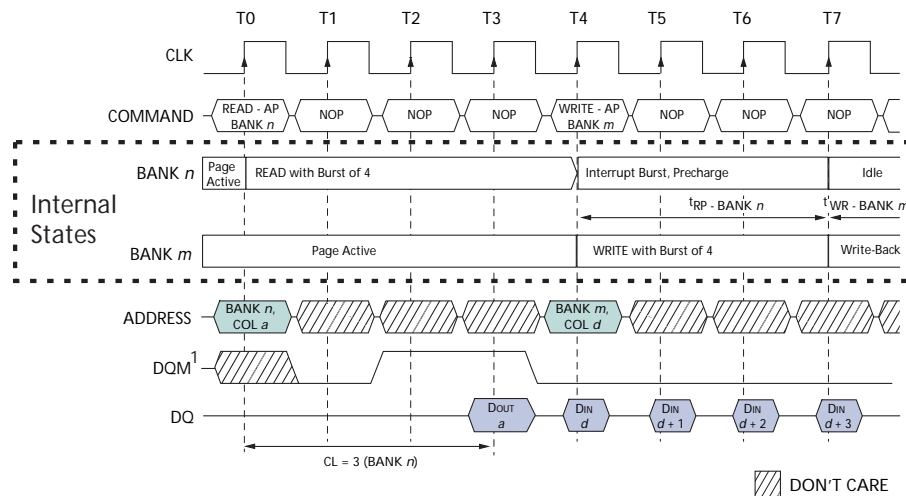 T0 T1 T2 T3 T4 T5 T6 T7
CLK
COMMAND READ - AP BANK n NOP NOP NOP WRITE - AP BANK m NOP NOP NOP
Internal States
BANK n Page Active READ with Burst of 4 Interrupt Burst, Precharge Idle
tRP - BANK n tWR - BANK m
BANK m Page Active WRITE with Burst of 4 Write-Back
ADDRESS BANK n, COL a BANK m, COL d
DQM1
DQ DOUT a DIN d DIN d + 1 DIN d + 2 DIN d + 3
CL = 3 (BANK n)
DON'T CARE